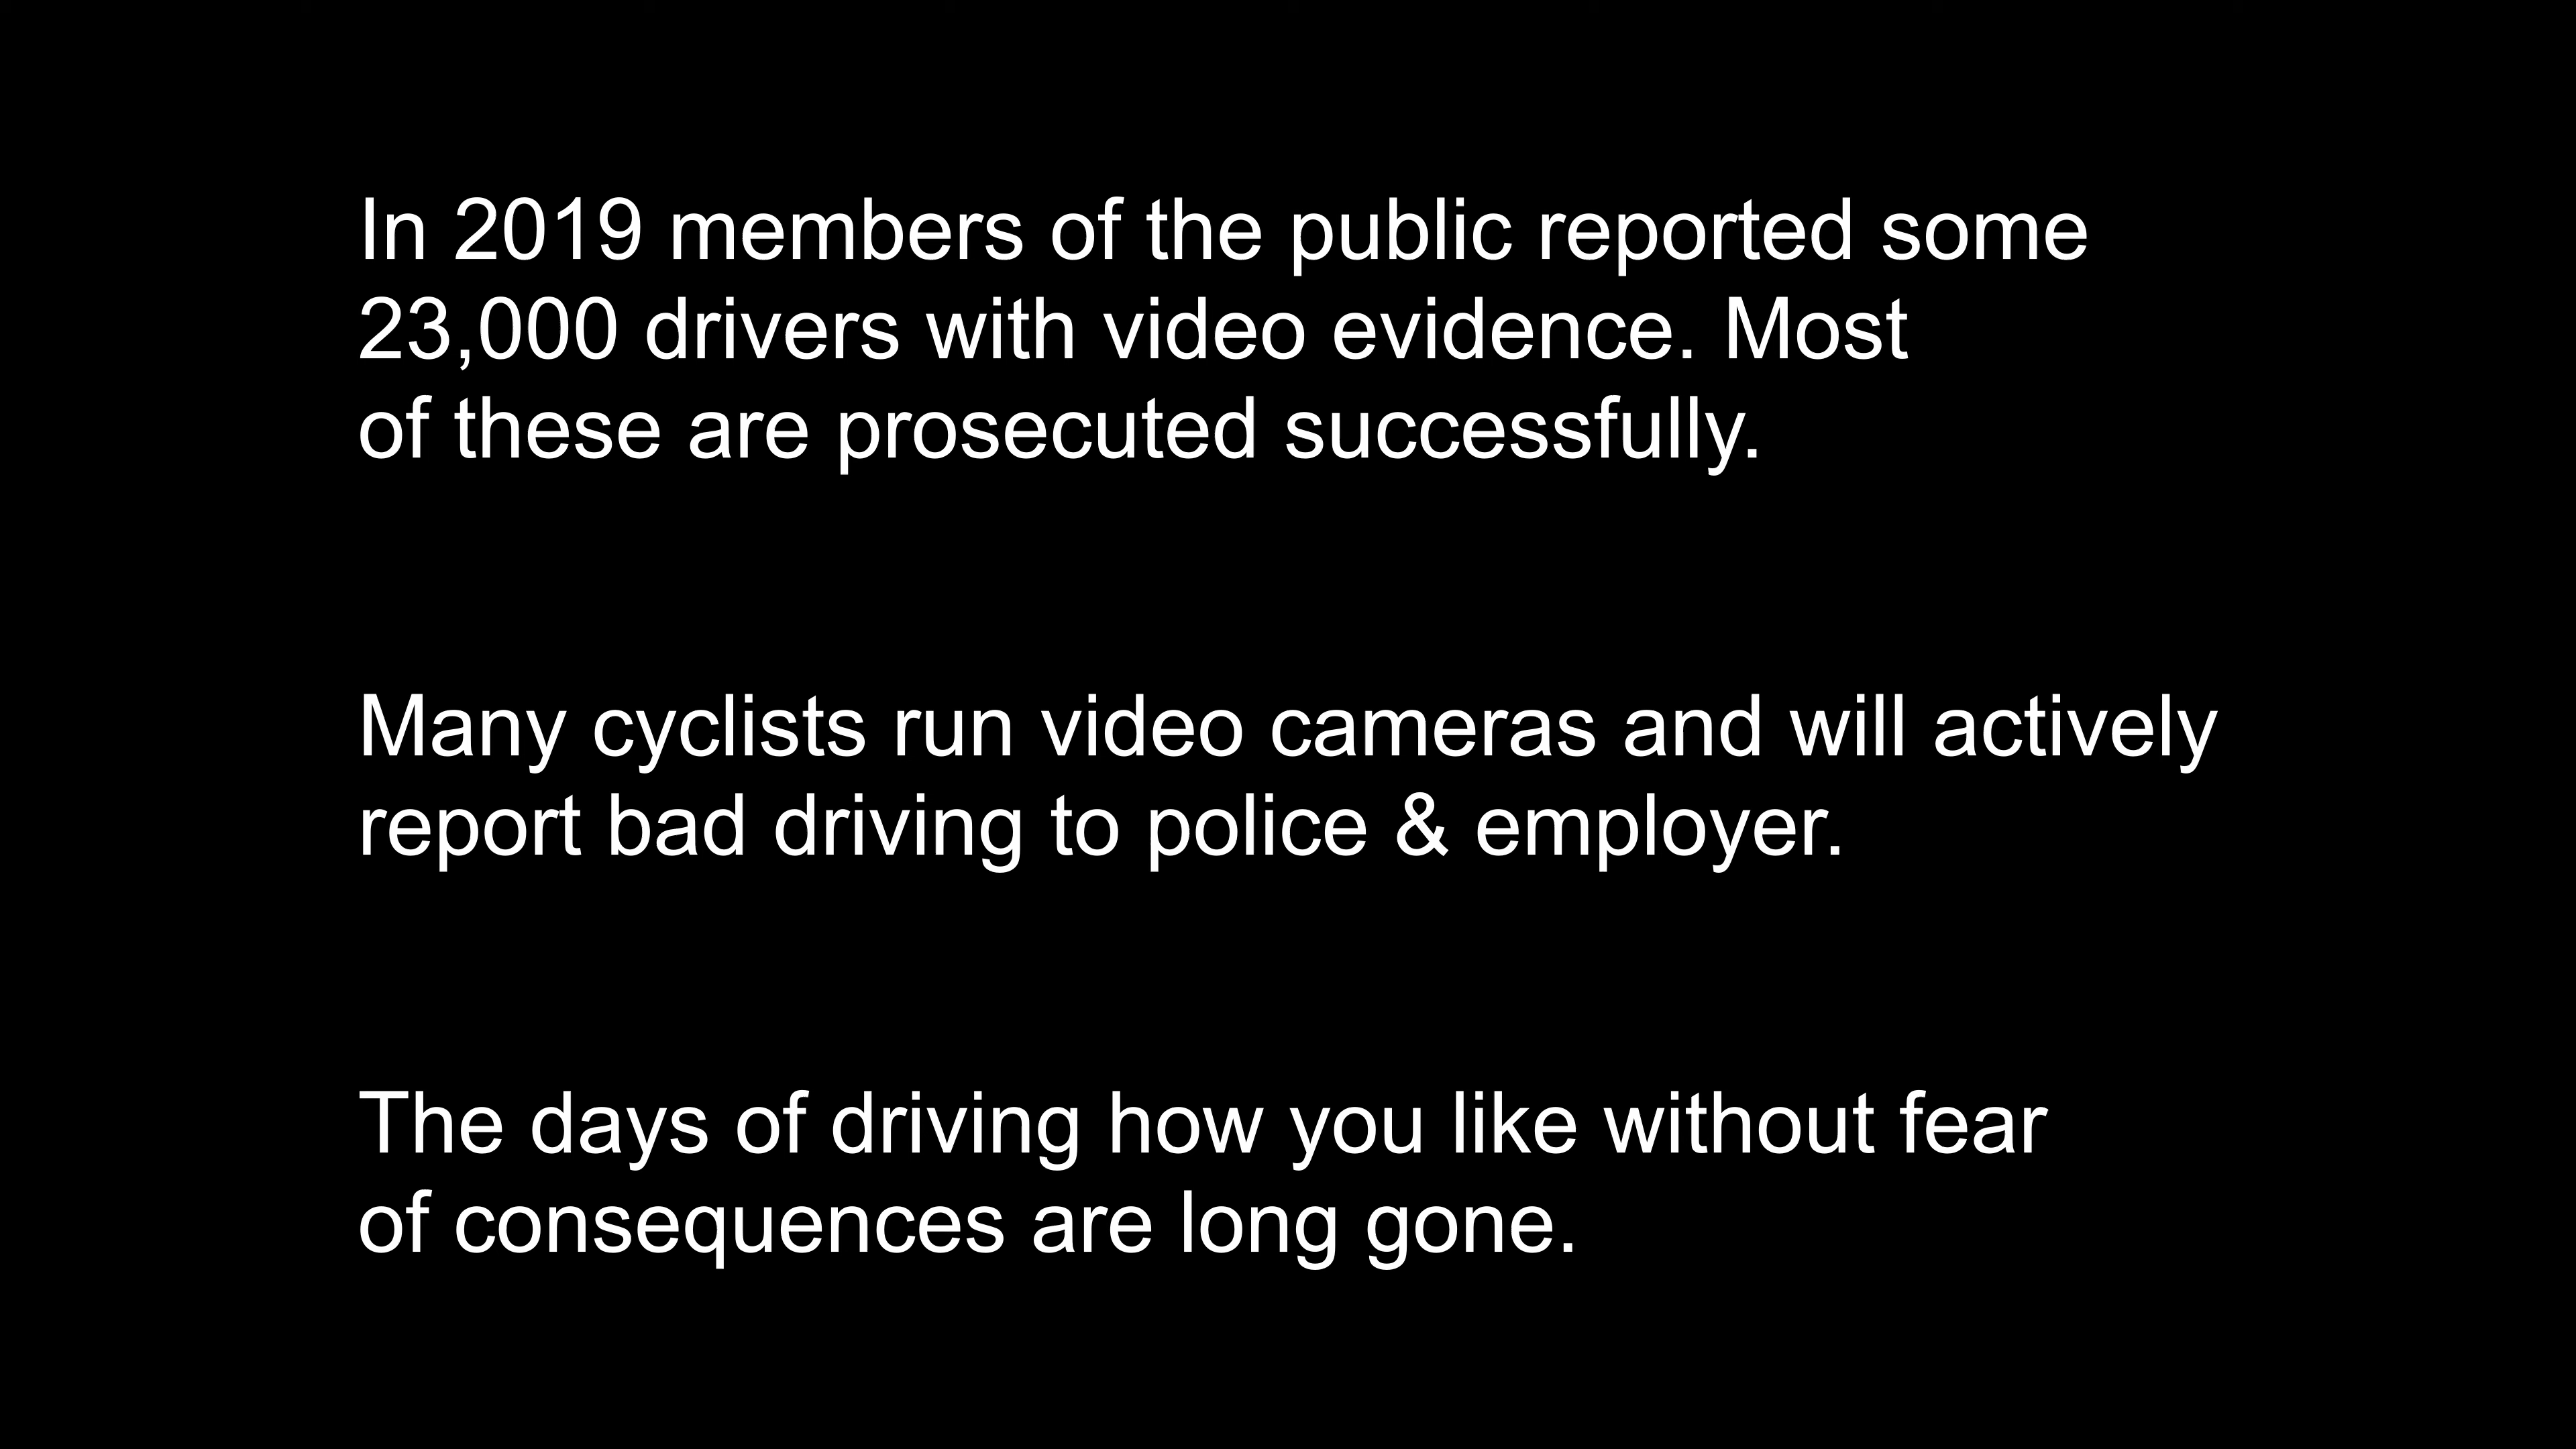 In 2019 members of the public reported some
23,000 drivers with video evidence. Most
of these are prosecuted successfully.
Many cyclists run video cameras and will actively
report bad driving to police & employer.
The days of driving how you like without fear
of consequences are long gone.